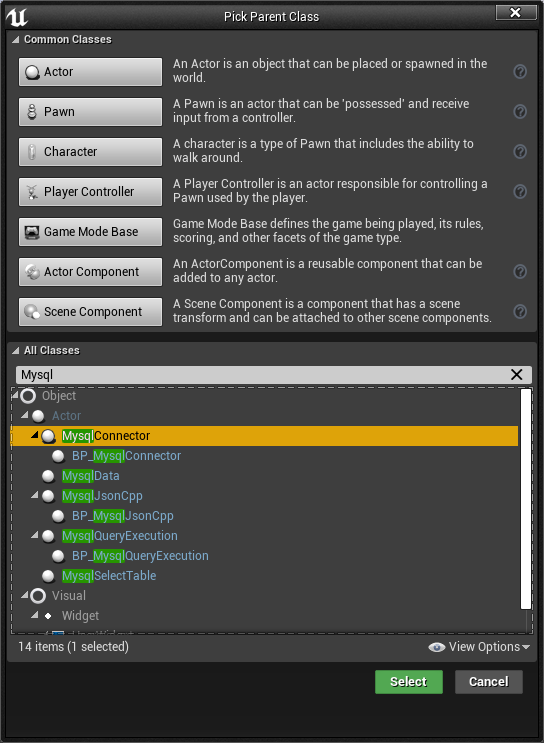 Pick Parent Class
Common Classes
Actor
An Actor is an object that can be placed or spawned in the
world.
Pawn
A Pawn is an actor that can be 'possessed' and receive
input from a controller.
Character
A character is a type of Pawn that includes the ability to
walk around.
Player Controller
A Player Controller is an actor responsible for controlling a
Pawn used by the player.
Game Mode Base
Game Mode Base defines the game being played, its rules,
scoring, and other facets of the game type.
Actor Component
An ActorComponent is a reusable component that can be
added to any actor.
Scene Component
A Scene Component is a component that has a scene
transform and can be attached to other scene components.
All Classes
Mysql
Object
Actor
MysqlConnector
BP_MysqlConnector
MysqlData
MysqlJsonCpp
BP_MysqlJsonCpp
MysqlQueryExecution
BP_MysqlQueryExecution
MysqlSelectTable
Visual
Widget
14 items (1 selected)
View Options
Select
Cancel